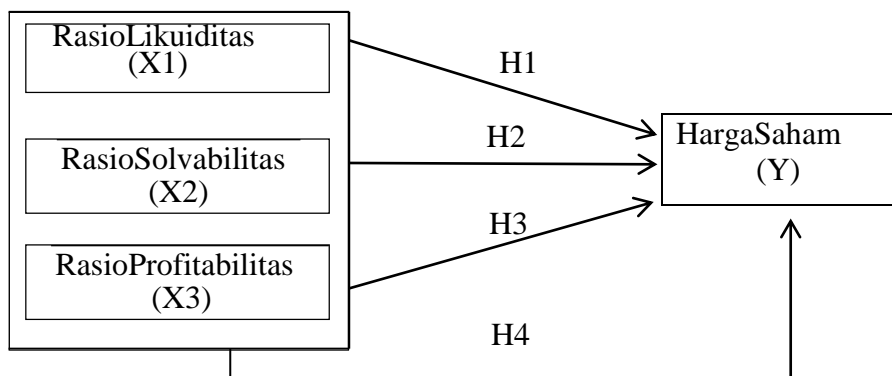 RasioLikuiditas
(X1)
H1
RasioSolvabilitas
(X2)
H2
HargaSaham
(Y)
RasioProfitabilitas
(X3)
H3
H4